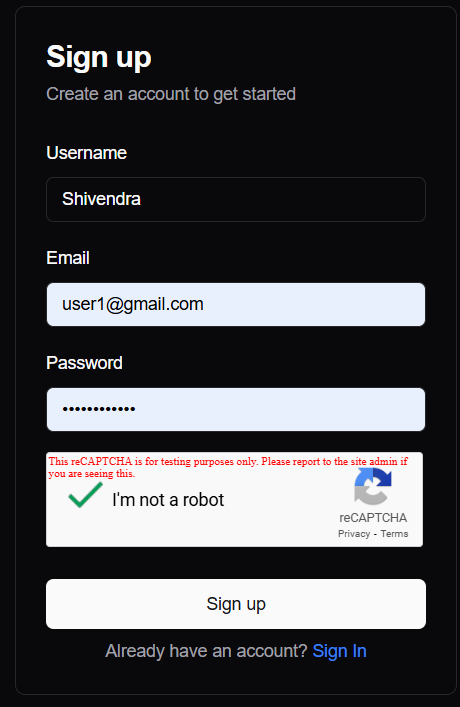 Sign up
Create an account to get started
Username
Shivendra
Email
user1@gmail.com
Password
••••••••••••
This reCAPTCHA is for testing purposes only. Please report to the site admin if
you are seeing this.
I'm not a robot
reCAPTCHA
Privacy - Terms
Sign up
Already have an account? Sign In